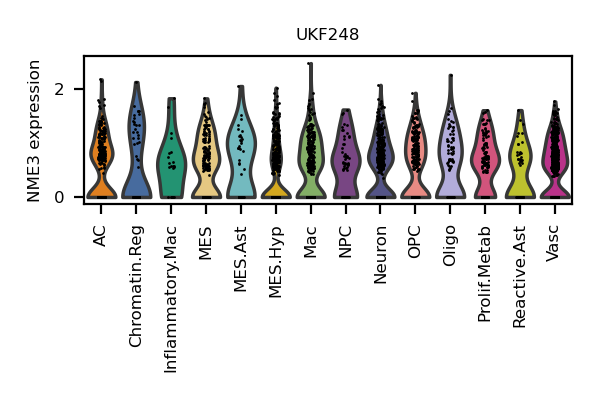 UKF248
NME3 expression
2
0
AC
Chromatin.Reg
Inflammatory.Mac
MES
MES.Ast
MES.Hyp
Mac
NPC
Neuron
OPC
Oligo
Prolif.Metab
Reactive.Ast
Vasc